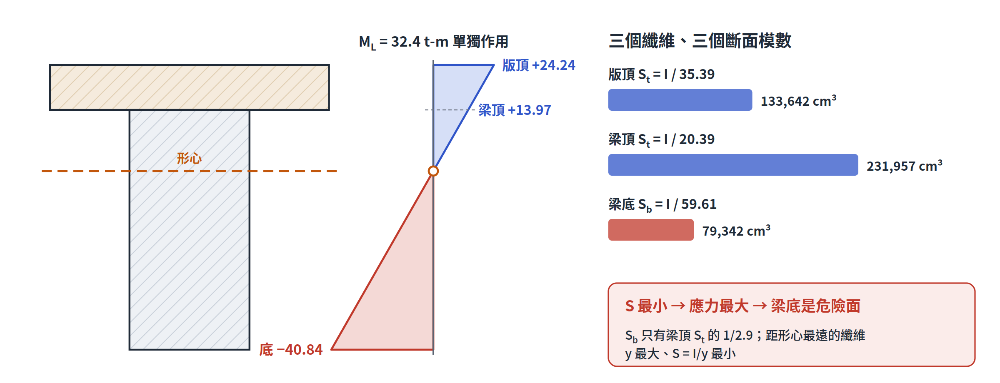 M_L = 32.4 t-m 單獨作用
版頂 +24.24
梁頂 +13.97
形心
底 −40.84
三個纖維、三個斷面模數
版頂 S_t = I / 35.39
133,642 cm³
梁頂 S_t = I / 20.39
231,957 cm³
梁底 S_b = I / 59.61
79,342 cm³
S 最小 → 應力最大 → 梁底是危險面
S_b 只有梁頂 S_t 的 1/2.9；距形心最遠的纖維
y 最大、S = I/y 最小